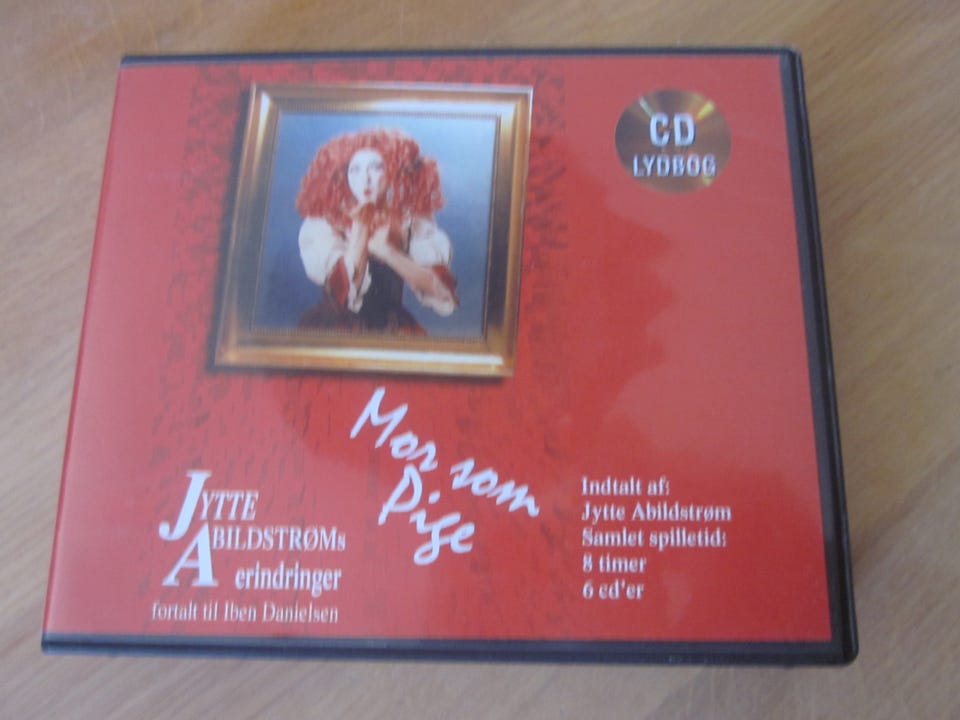 CD
LYDBOG
Mor som
Pige
JYTTE
ABILDSTRØMs
erindringer
fortalt til Iben Danielsen
Indtalt af:
Jytte Abildstrøm
Samlet spilletid:
8 timer
6 cd'er